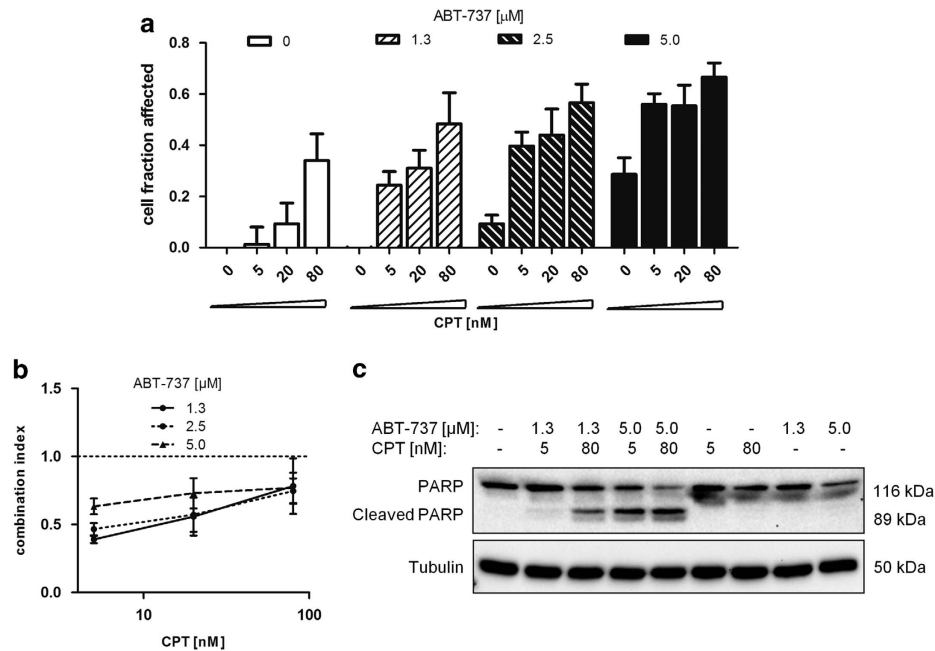 a
ABT-737 [µM]
0 1.3 2.5 5.0
cell fraction affected
0.8
0.6
0.4
0.2
0.0
0 5 20 80 0 5 20 80 0 5 20 80 0 5 20 80
CPT [nM]
b
ABT-737 [µM]
1.3
2.5
5.0
combination index
1.5
1.0
0.5
0.0
10 100
CPT [nM]
c
ABT-737 [µM]: - 1.3 1.3 5.0 5.0 - - 1.3 5.0
CPT [nM]: - 5 80 5 80 5 80 - -
PARP
116 kDa
Cleaved PARP
89 kDa
Tubulin
50 kDa